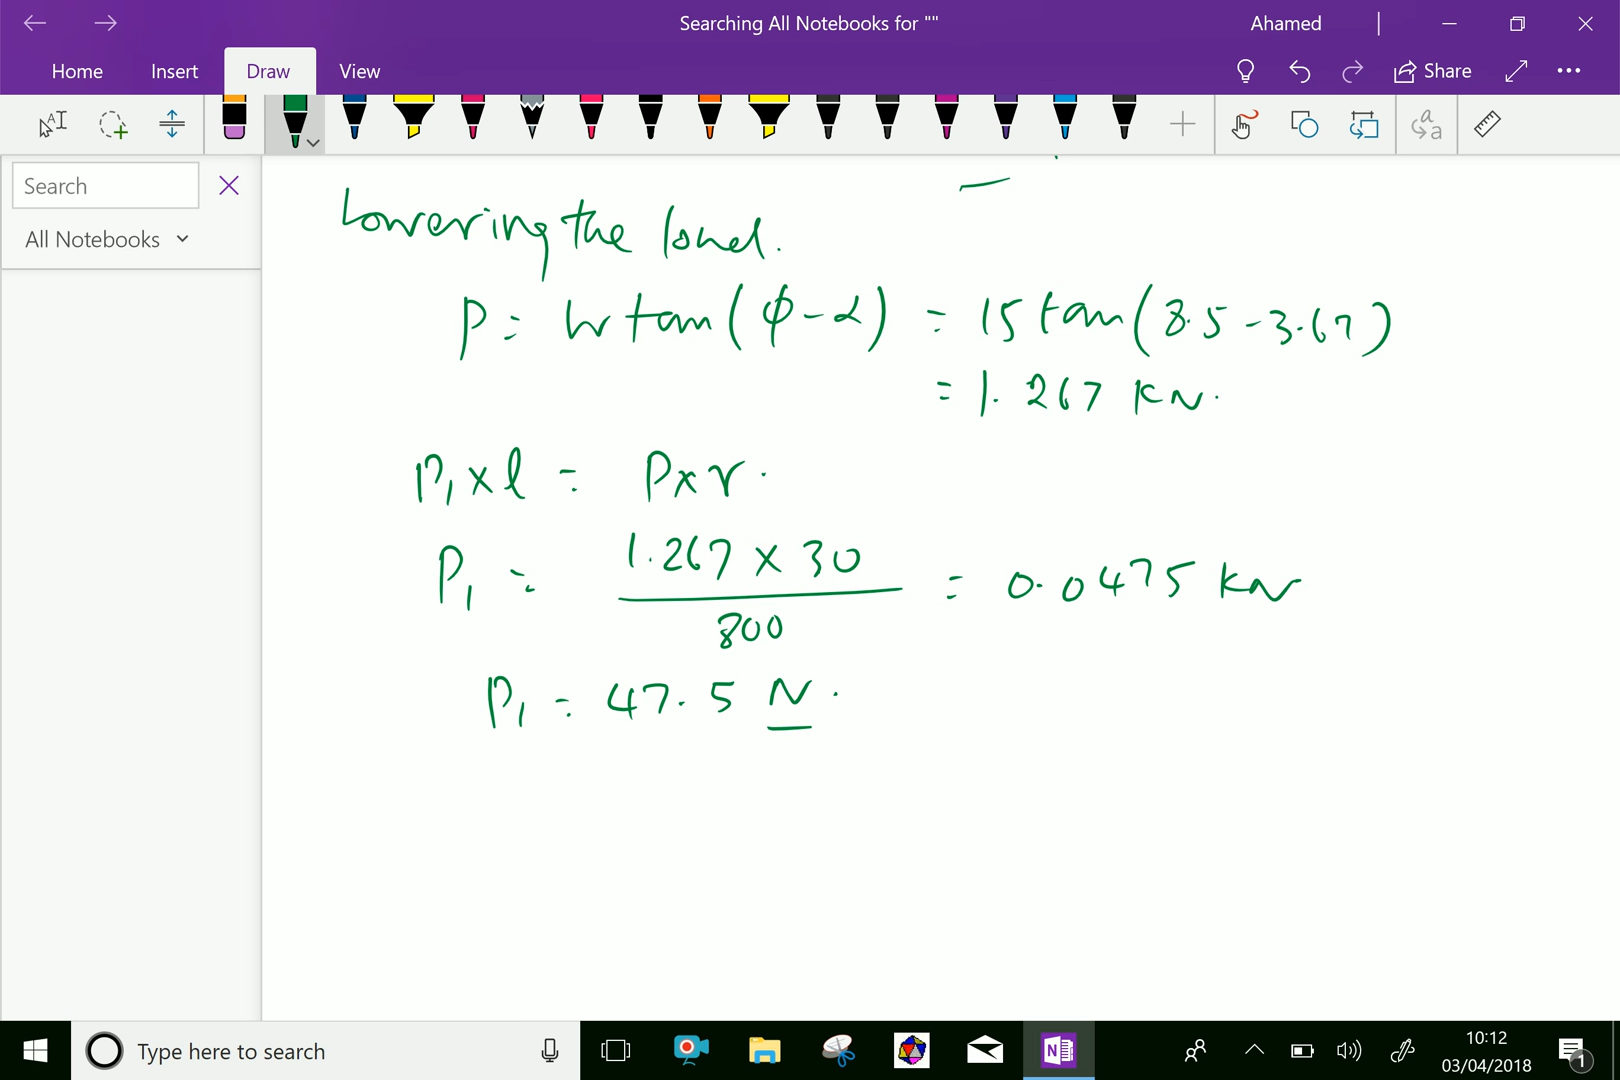 Searching All Notebooks for ""
Ahamed
Home Insert Draw View
Share
Search
All Notebooks
Lowering the load.
P = W tan(ϕ-α) = 15 tan(8.5-3.67)
= 1.267 KN.
P₁ x l = P x r.
P₁ = 1.267 x 30 / 800 = 0.0475 kN
P₁ = 47.5 N.
Type here to search
10:12
03/04/2018
1